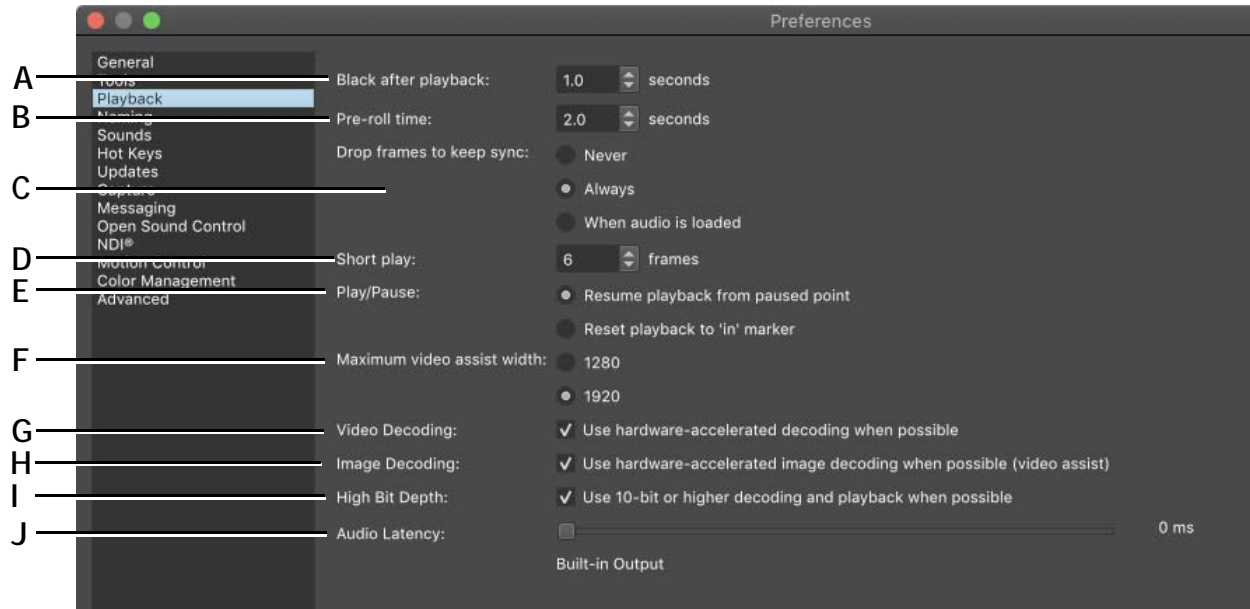 Preferences
General
Tools
Playback
Naming
Sounds
Hot Keys
Updates
Capture
Messaging
Open Sound Control
NDI®
Motion Control
Color Management
Advanced
A
Black after playback: 1.0 seconds
B
Pre-roll time: 2.0 seconds
Drop frames to keep sync: Never
C
Always
When audio is loaded
D
Short play: 6 frames
E
Play/Pause: Resume playback from paused point
Reset playback to 'in' marker
F
Maximum video assist width: 1280
1920
G
Video Decoding: Use hardware-accelerated decoding when possible
H
Image Decoding: Use hardware-accelerated image decoding when possible (video assist)
I
High Bit Depth: Use 10-bit or higher decoding and playback when possible
J
Audio Latency: 0 ms
Built-in Output